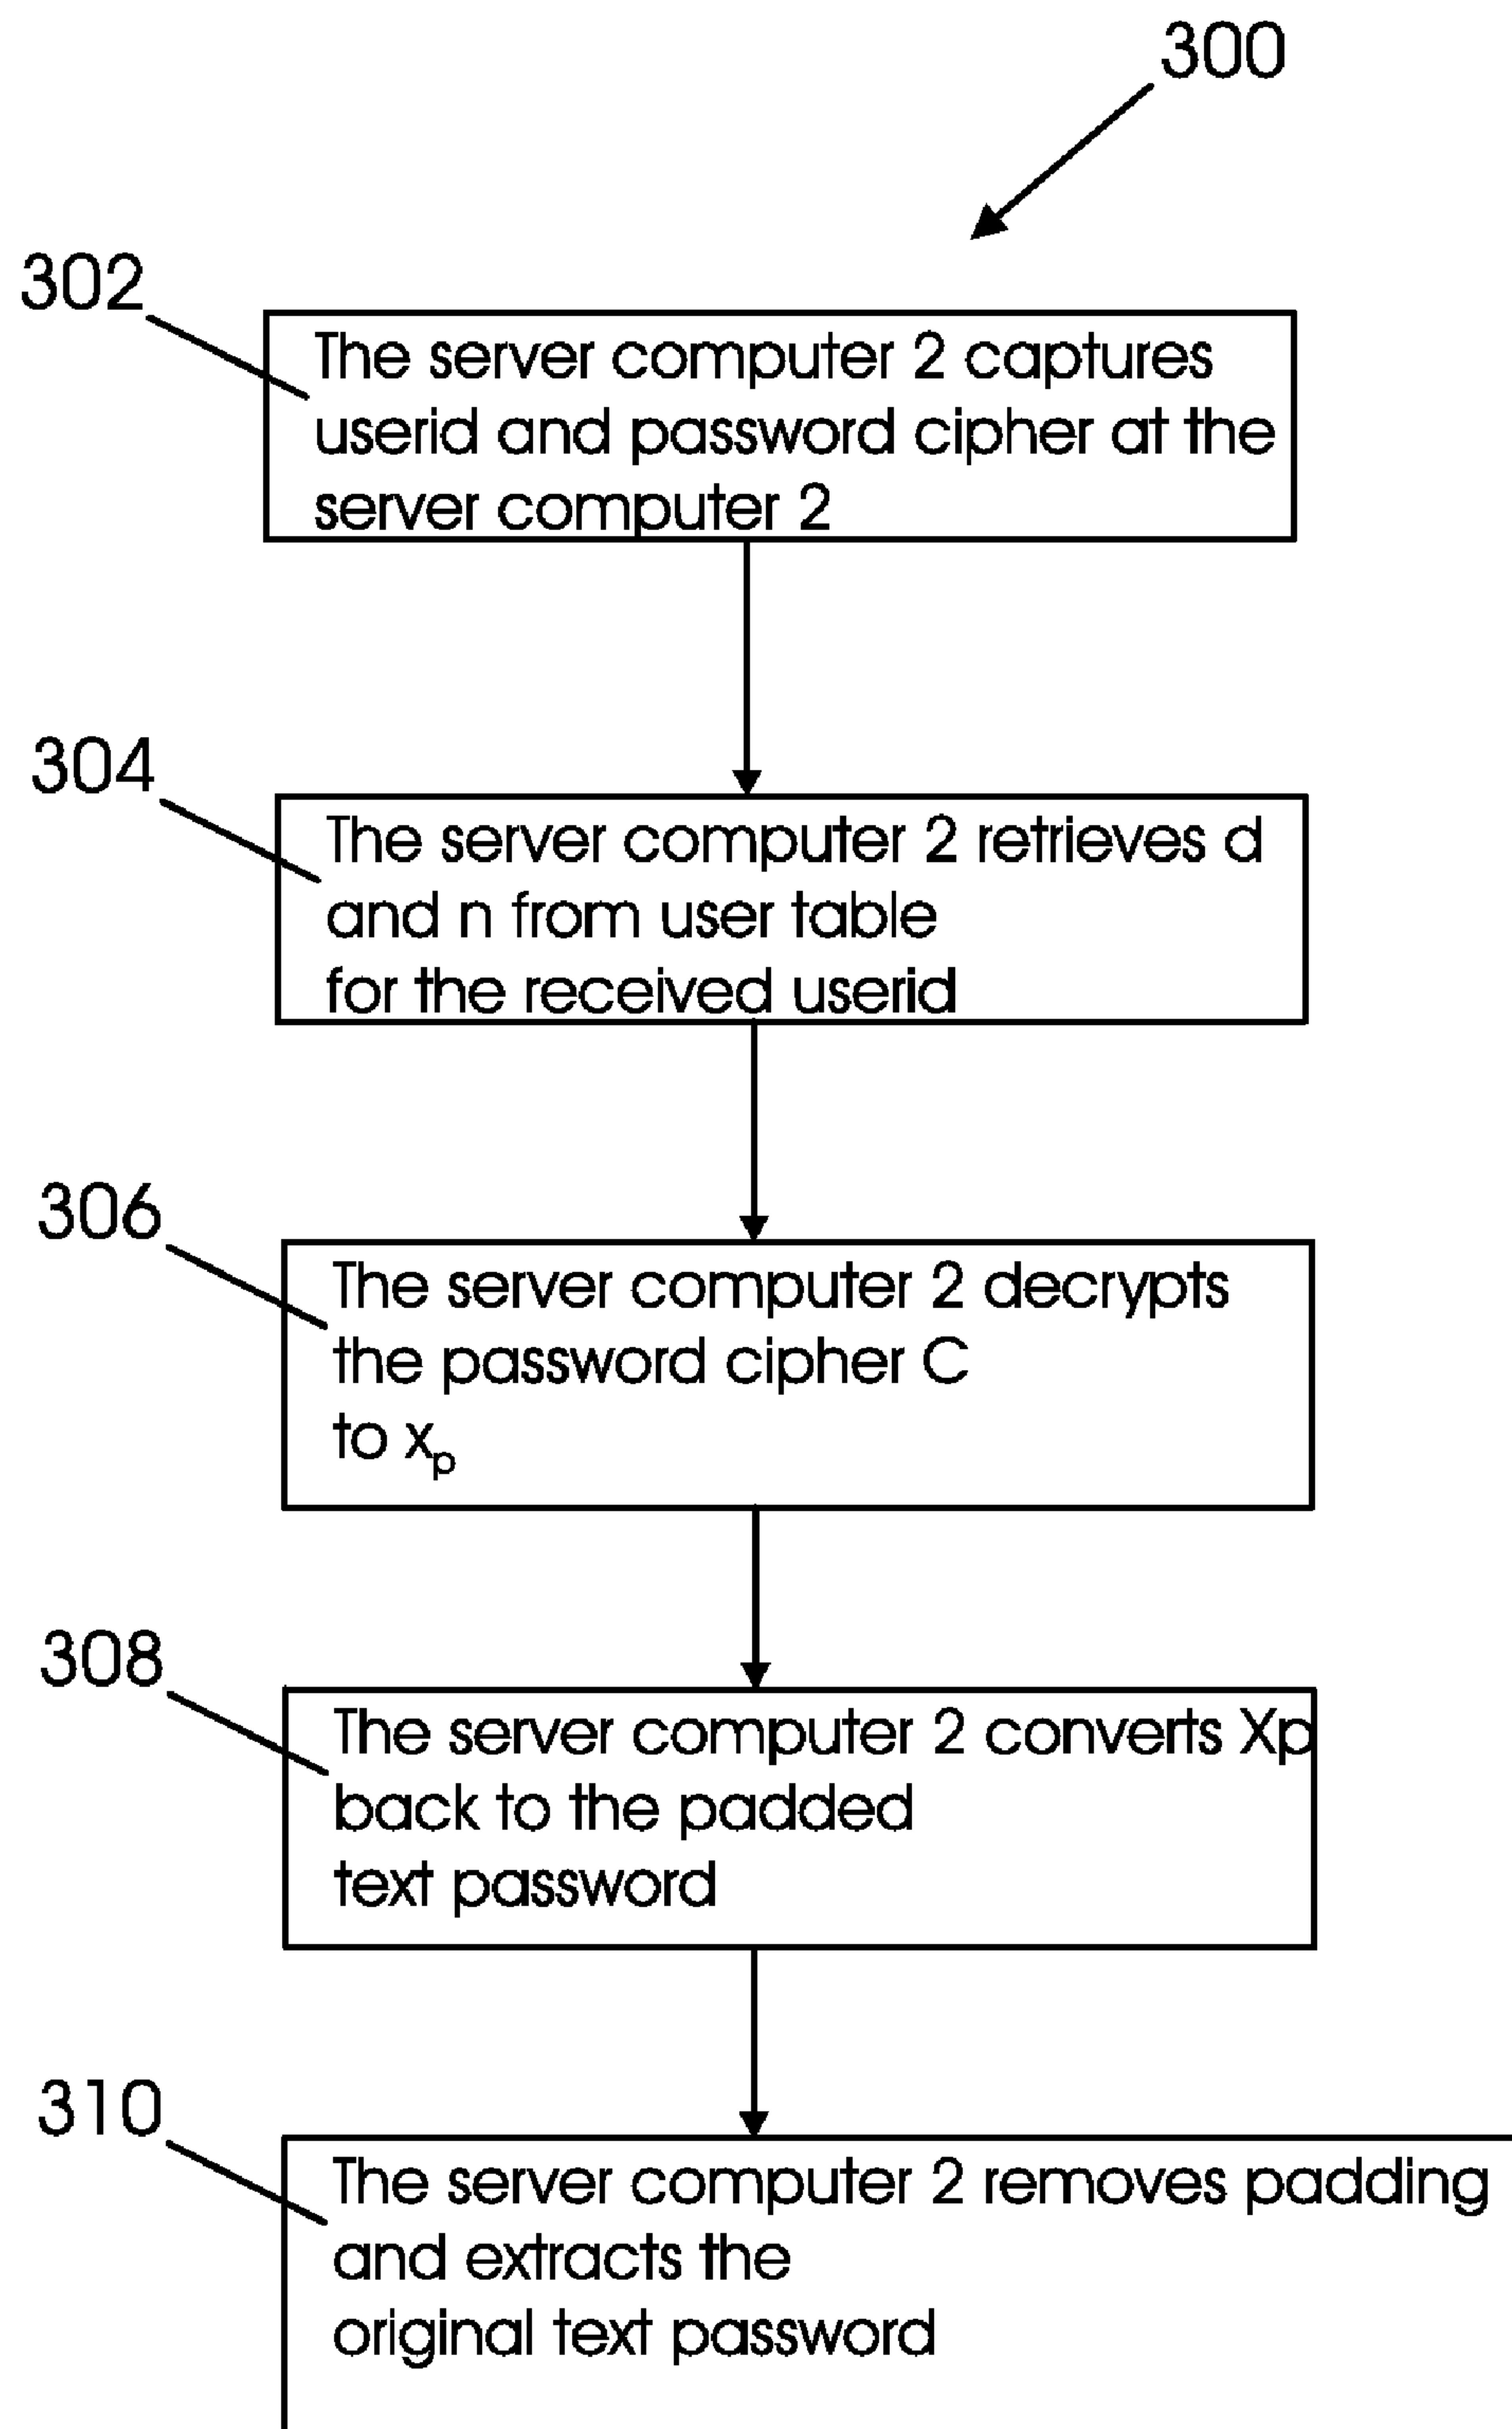 300
302
The server computer 2 captures
userid and password cipher at the
server computer 2
304
The server computer 2 retrieves d
and n from user table
for the received userid
306
The server computer 2 decrypts
the password cipher C
to xₚ
308
The server computer 2 converts Xp
back to the padded
text password
310
The server computer 2 removes padding
and extracts the
original text password